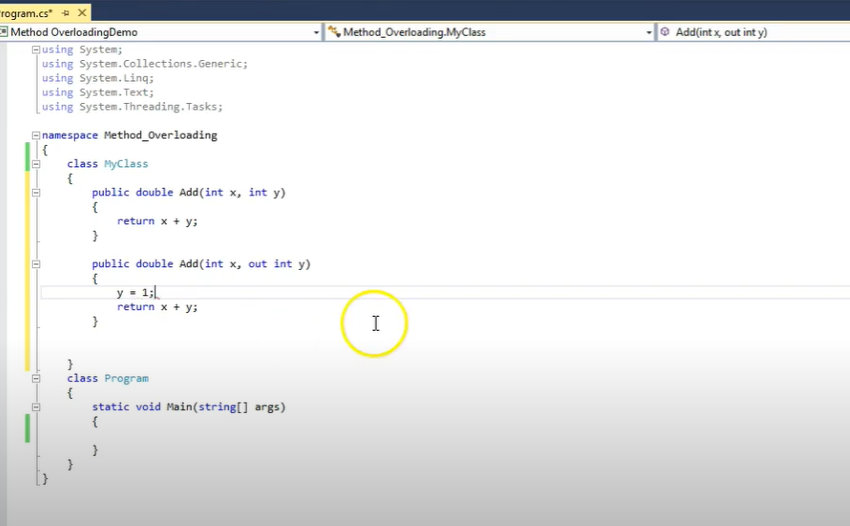 rogram.cs*
Method OverloadingDemo
Method_Overloading.MyClass
Add(int x, out int y)
using System;
using System.Collections.Generic;
using System.Linq;
using System.Text;
using System.Threading.Tasks;
namespace Method_Overloading
{
class MyClass
{
public double Add(int x, int y)
{
return x + y;
}
public double Add(int x, out int y)
{
y = 1;
return x + y;
}
}
class Program
{
static void Main(string[] args)
{
}
}
}